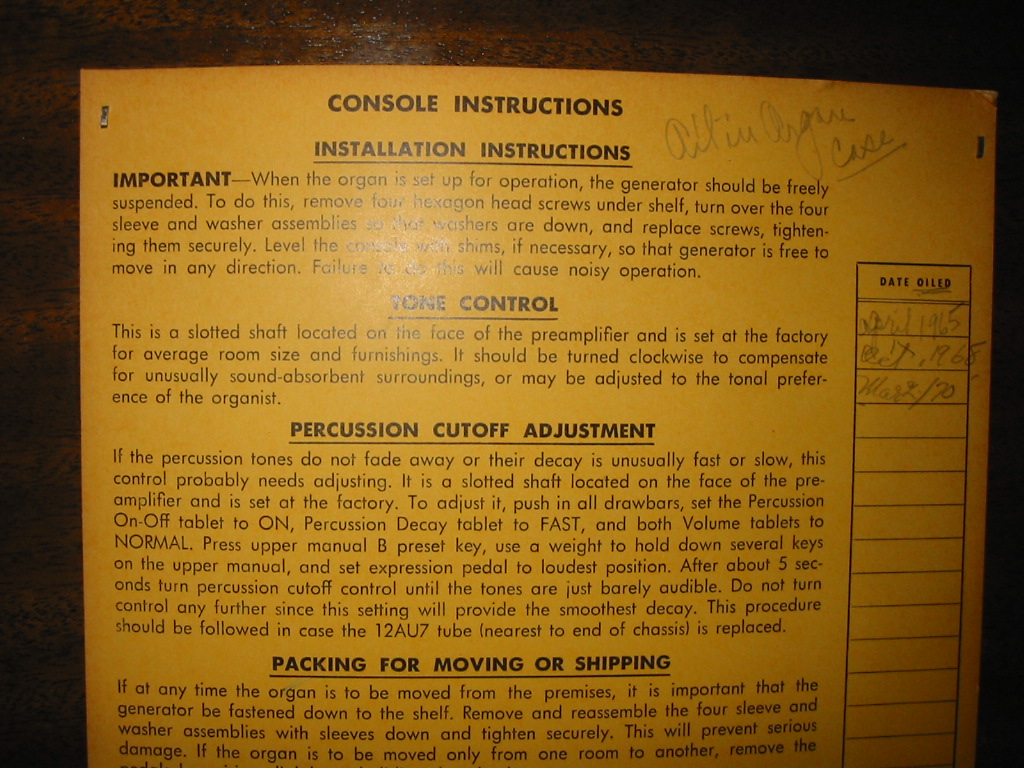 CONSOLE INSTRUCTIONS
INSTALLATION INSTRUCTIONS
IMPORTANT—When the organ is set up for operation, the generator should be freely
suspended. To do this, remove four hexagon head screws under shelf, turn over the four
sleeve and washer assemblies so that washers are down, and replace screws, tighten-
ing them securely. Level the console with shims, if necessary, so that generator is free to
move in any direction. Failure to do this will cause noisy operation.
TONE CONTROL
This is a slotted shaft located on the face of the preamplifier and is set at the factory
for average room size and furnishings. It should be turned clockwise to compensate
for unusually sound-absorbent surroundings, or may be adjusted to the tonal prefer-
ence of the organist.
PERCUSSION CUTOFF ADJUSTMENT
If the percussion tones do not fade away or their decay is unusually fast or slow, this
control probably needs adjusting. It is a slotted shaft located on the face of the pre-
amplifier and is set at the factory. To adjust it, push in all drawbars, set the Percussion
On-Off tablet to ON, Percussion Decay tablet to FAST, and both Volume tablets to
NORMAL. Press upper manual B preset key, use a weight to hold down several keys
on the upper manual, and set expression pedal to loudest position. After about 5 sec-
onds turn percussion cutoff control until the tones are just barely audible. Do not turn
control any further since this setting will provide the smoothest decay. This procedure
should be followed in case the 12AU7 tube (nearest to end of chassis) is replaced.
PACKING FOR MOVING OR SHIPPING
If at any time the organ is to be moved from the premises, it is important that the
generator be fastened down to the shelf. Remove and reassemble the four sleeve and
washer assemblies with sleeves down and tighten securely. This will prevent serious
damage. If the organ is to be moved only from one room to another, remove the
Organ
case
DATE OILED
April 1965
Oct, 1968
Mar/70